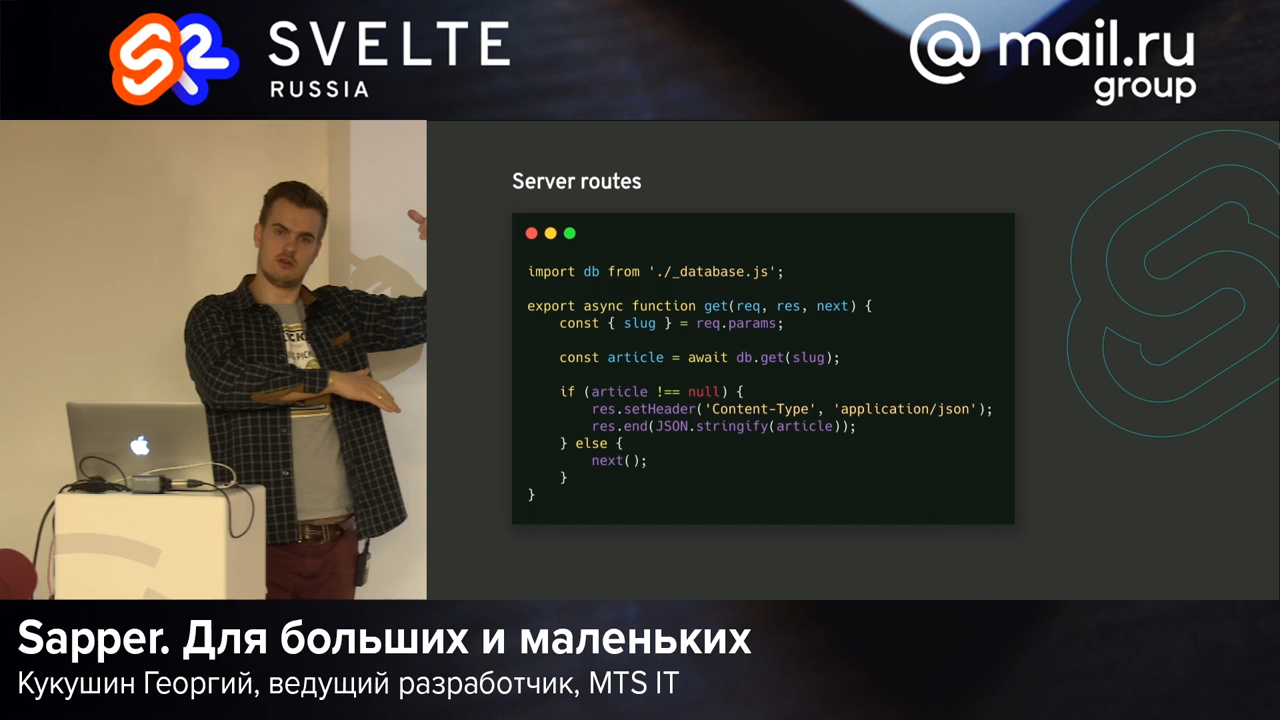 SVELTE
RUSSIA
@mail.ru
group
Server routes
import db from './_database.js';
export async function get(req, res, next) {
    const { slug } = req.params;
    const article = await db.get(slug);
    if (article !== null) {
        res.setHeader('Content-Type', 'application/json');
        res.end(JSON.stringify(article));
    } else {
        next();
    }
}
Sapper. Для больших и маленьких
Кукушин Георгий, ведущий разработчик, MTS IT